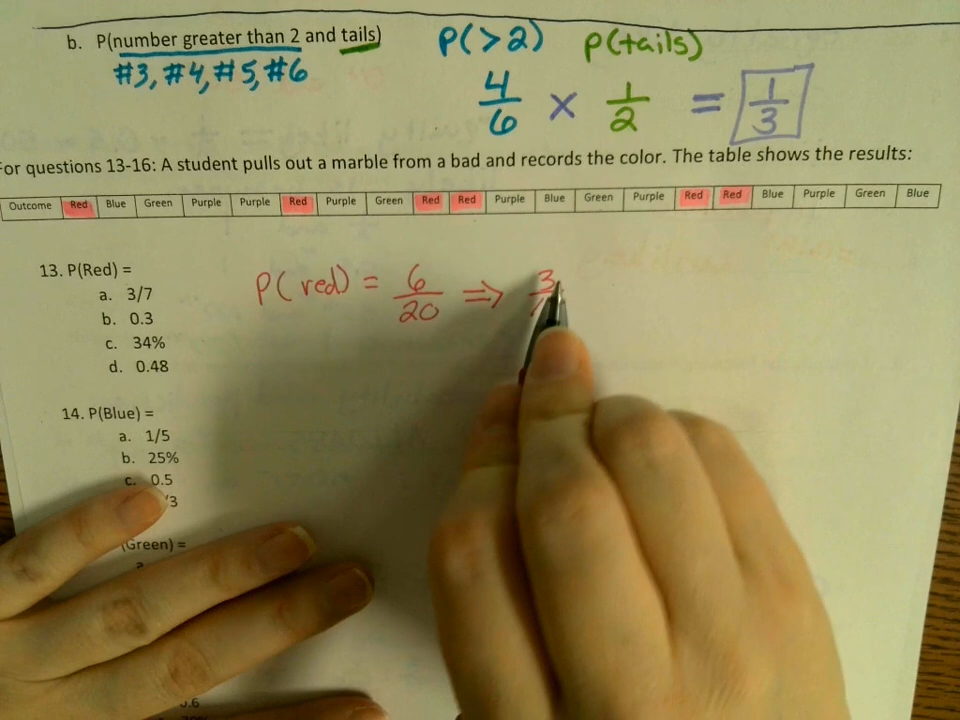 b. P(number greater than 2 and tails) P(>2) P(tails)
#3, #4, #5, #6 4/6 x 1/2 = 1/3
For questions 13-16: A student pulls out a marble from a bad and records the color. The table shows the results:
Outcome Red Blue Green Purple Purple Red Purple Green Red Red Purple Blue Green Purple Red Red Blue Purple Green Blue
13. P(Red) = P(red) = 6/20 ⇒ 3/
a. 3/7
b. 0.3
c. 34%
d. 0.48
14. P(Blue) =
a. 1/5
b. 25%
c. 0.5
/3
(Green) =